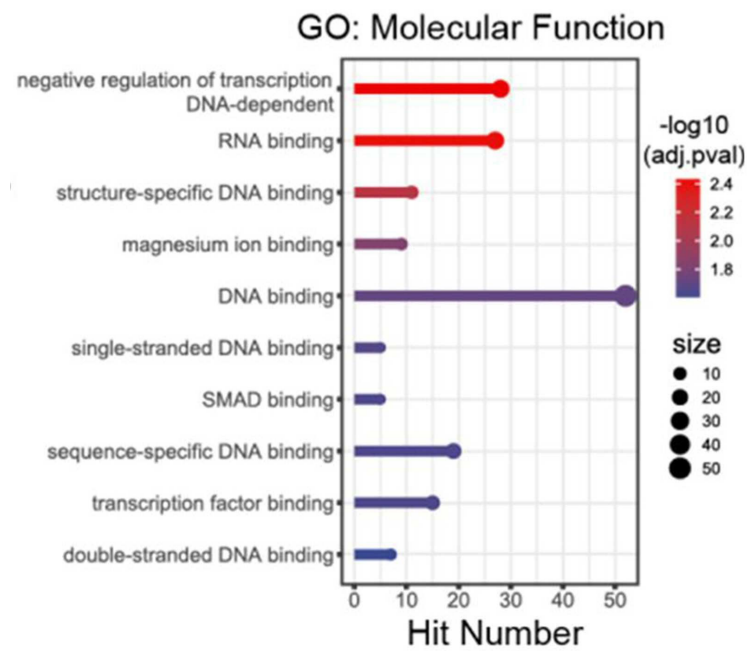 GO: Molecular Function
negative regulation of transcription
DNA-dependent
RNA binding
structure-specific DNA binding
magnesium ion binding
DNA binding
single-stranded DNA binding
SMAD binding
sequence-specific DNA binding
transcription factor binding
double-stranded DNA binding
0 10 20 30 40 50
Hit Number
-log10
(adj.pval)
2.4
2.2
2.0
1.8
size
10
20
30
40
50